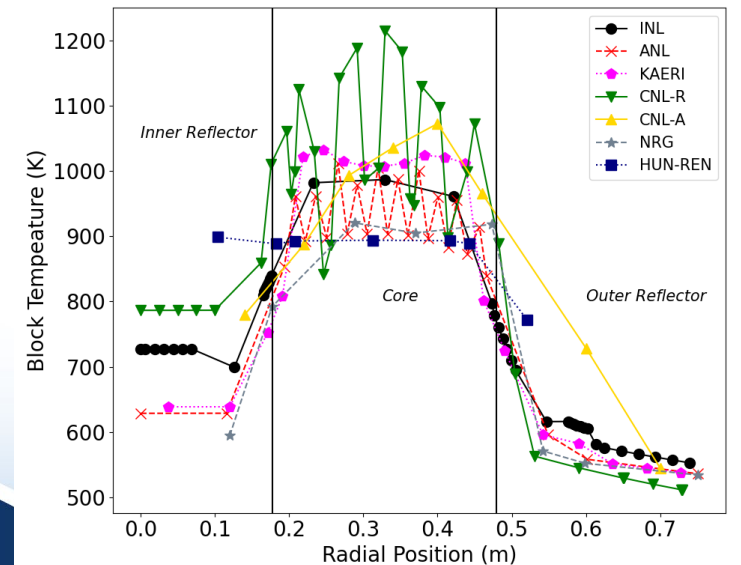 Block Tempeature (K)
1200
1100
1000
900
800
700
600
500
Inner Reflector
Core
Outer Reflector
INL
ANL
KAERI
CNL-R
CNL-A
NRG
HUN-REN
0.0 0.1 0.2 0.3 0.4 0.5 0.6 0.7
Radial Position (m)